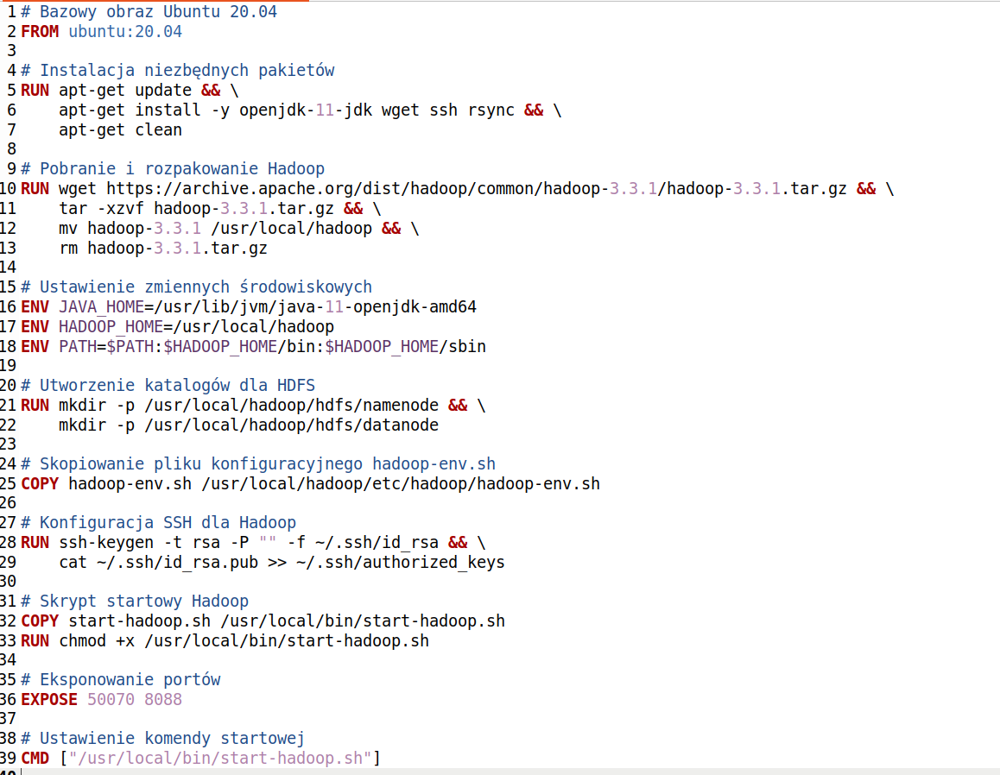 1 # Bazowy obraz Ubuntu 20.04
2 FROM ubuntu:20.04
3
4 # Instalacja niezbędnych pakietów
5 RUN apt-get update && \
6     apt-get install -y openjdk-11-jdk wget ssh rsync && \
7     apt-get clean
8
9 # Pobranie i rozpakowanie Hadoop
10 RUN wget https://archive.apache.org/dist/hadoop/common/hadoop-3.3.1/hadoop-3.3.1.tar.gz && \
11     tar -xzvf hadoop-3.3.1.tar.gz && \
12     mv hadoop-3.3.1 /usr/local/hadoop && \
13     rm hadoop-3.3.1.tar.gz
14
15 # Ustawienie zmiennych środowiskowych
16 ENV JAVA_HOME=/usr/lib/jvm/java-11-openjdk-amd64
17 ENV HADOOP_HOME=/usr/local/hadoop
18 ENV PATH=$PATH:$HADOOP_HOME/bin:$HADOOP_HOME/sbin
19
20 # Utworzenie katalogów dla HDFS
21 RUN mkdir -p /usr/local/hadoop/hdfs/namenode && \
22     mkdir -p /usr/local/hadoop/hdfs/datanode
23
24 # Skopiowanie pliku konfiguracyjnego hadoop-env.sh
25 COPY hadoop-env.sh /usr/local/hadoop/etc/hadoop/hadoop-env.sh
26
27 # Konfiguracja SSH dla Hadoop
28 RUN ssh-keygen -t rsa -P "" -f ~/.ssh/id_rsa && \
29     cat ~/.ssh/id_rsa.pub >> ~/.ssh/authorized_keys
30
31 # Skrypt startowy Hadoop
32 COPY start-hadoop.sh /usr/local/bin/start-hadoop.sh
33 RUN chmod +x /usr/local/bin/start-hadoop.sh
34
35 # Eksponowanie portów
36 EXPOSE 50070 8088
37
38 # Ustawienie komendy startowej
39 CMD ["/usr/local/bin/start-hadoop.sh"]
40